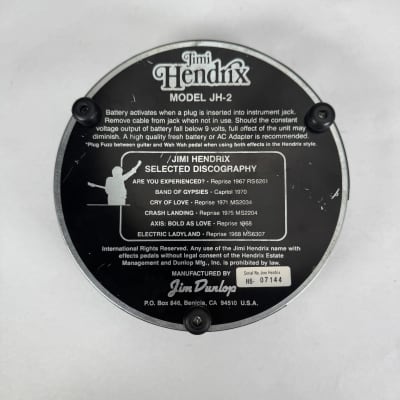 Jimi
Hendrix
MODEL JH-2
Battery activates when a plug is inserted into instrument jack.
Remove cable from jack when not in use. Should the constant
voltage output of battery fall below 9 volts, full effect of the unit may
diminish. A high quality fresh battery or AC Adapter is recommended.
*Plug Fuzz between guitar and Wah Wah pedal when using both effects in the Hendrix style.
JIMI HENDRIX
SELECTED DISCOGRAPHY
ARE YOU EXPERIENCED? - Reprise 1967 RS6261
BAND OF GYPSIES - Capitol 1970
CRY OF LOVE - Reprise 1971 MS2034
CRASH LANDING - Reprise 1975 MS2204
AXIS: BOLD AS LOVE - Reprise 1968
ELECTRIC LADYLAND - Reprise 1968 MS6307
International Rights Reserved. Any use of the Jimi Hendrix name with
effects pedals without legal consent of the Hendrix Estate
Management and Dunlop Mfg., Inc. is prohibited by law.
MANUFACTURED BY
Jim Dunlop
P.O. Box 846, Benicia, CA 94510 U.S.A.
Serial No. Jimi Hendrix
07144